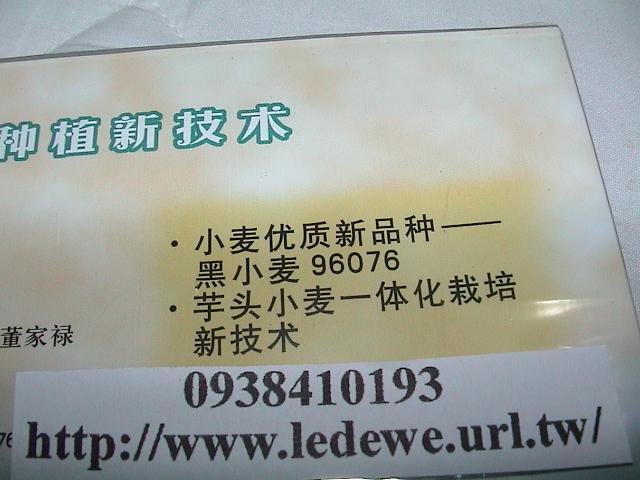 种植新技术
· 小麦优质新品种——
黑小麦 96076
· 芋头小麦一体化栽培
新技术
董家禄
0938410193
http://www.ledewe.url.tw/